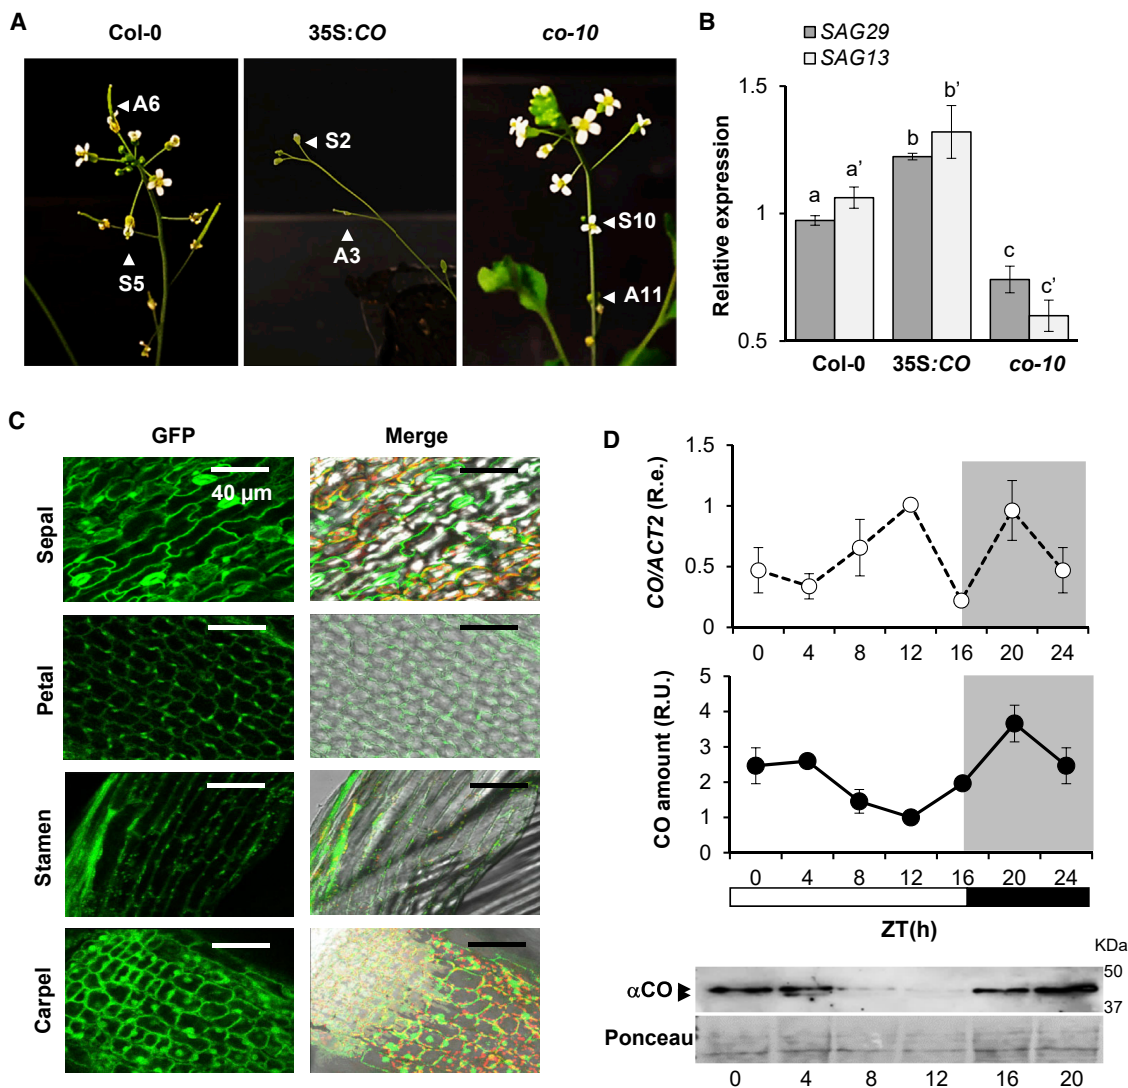 A
Col-0
35S:CO
co-10
A6
S5
S2
A3
S10
A11
B
SAG29
SAG13
Relative expression
1.5
1
0.5
a
a’
b
b’
c
c’
Col-0
35S:CO
co-10
C
GFP
Merge
Sepal
40 µm
Petal
Stamen
Carpel
D
CO/ACT2 (R.e.)
1.5
1
0.5
0
0 4 8 12 16 20 24
CO amount (R.U.)
5
4
3
2
1
0
0 4 8 12 16 20 24
ZT(h)
KDa
50
αCO
37
Ponceau
0 4 8 12 16 20